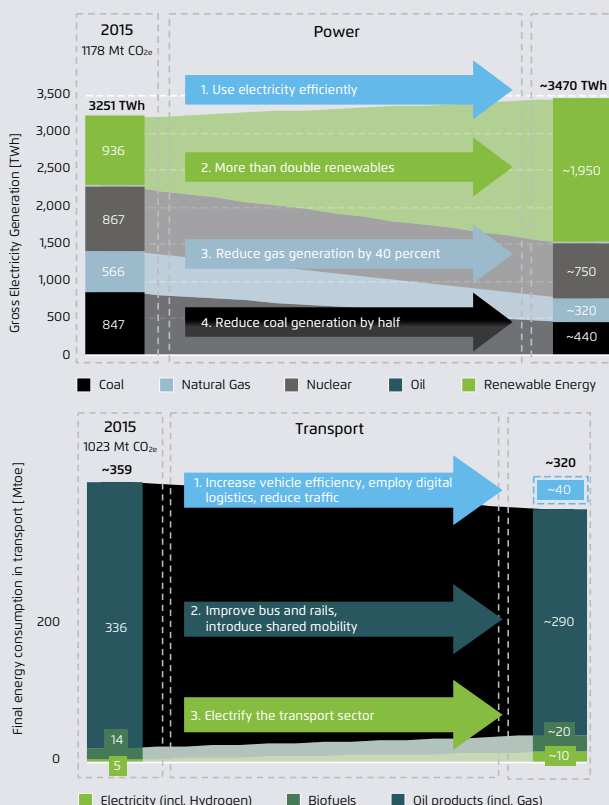 2015
1178 Mt CO2e
Power
3251 TWh
~3470 TWh
Gross Electricity Generation [TWh]
3,500
3,000
2,500
2,000
1,500
1,000
500
0
936
867
566
847
1. Use electricity efficiently
2. More than double renewables
3. Reduce gas generation by 40 percent
4. Reduce coal generation by half
~1,950
~750
~320
~440
Coal
Natural Gas
Nuclear
Oil
Renewable Energy
2015
1023 Mt CO2e
Transport
~359
~320
Final energy consumption in transport [Mtoe]
200
0
336
14
5
1. Increase vehicle efficiency, employ digital
logistics, reduce traffic
2. Improve bus and rails,
introduce shared mobility
3. Electrify the transport sector
~40
~290
~20
~10
Electricity (incl. Hydrogen)
Biofuels
Oil products (incl. Gas)